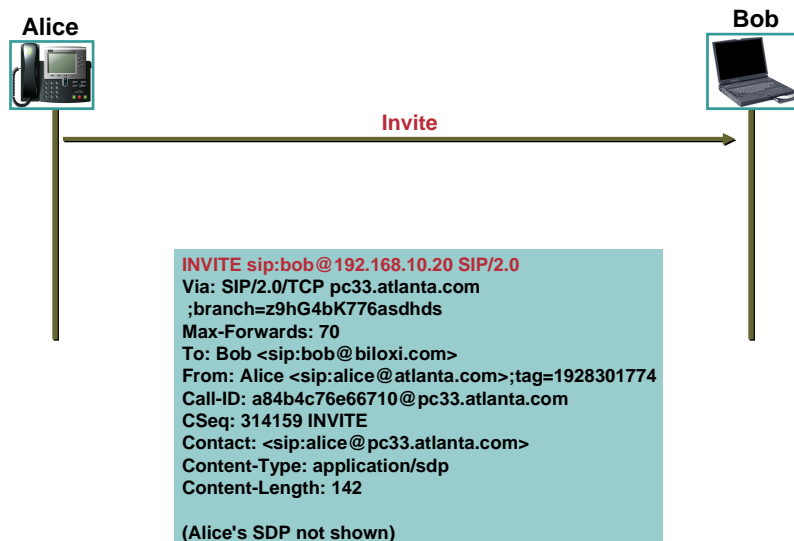 Alice
Bob
Invite
INVITE sip:bob@192.168.10.20 SIP/2.0
Via: SIP/2.0/TCP pc33.atlanta.com
;branch=z9hG4bK776asdhds
Max-Forwards: 70
To: Bob <sip:bob@biloxi.com>
From: Alice <sip:alice@atlanta.com>;tag=1928301774
Call-ID: a84b4c76e66710@pc33.atlanta.com
CSeq: 314159 INVITE
Contact: <sip:alice@pc33.atlanta.com>
Content-Type: application/sdp
Content-Length: 142
(Alice's SDP not shown)